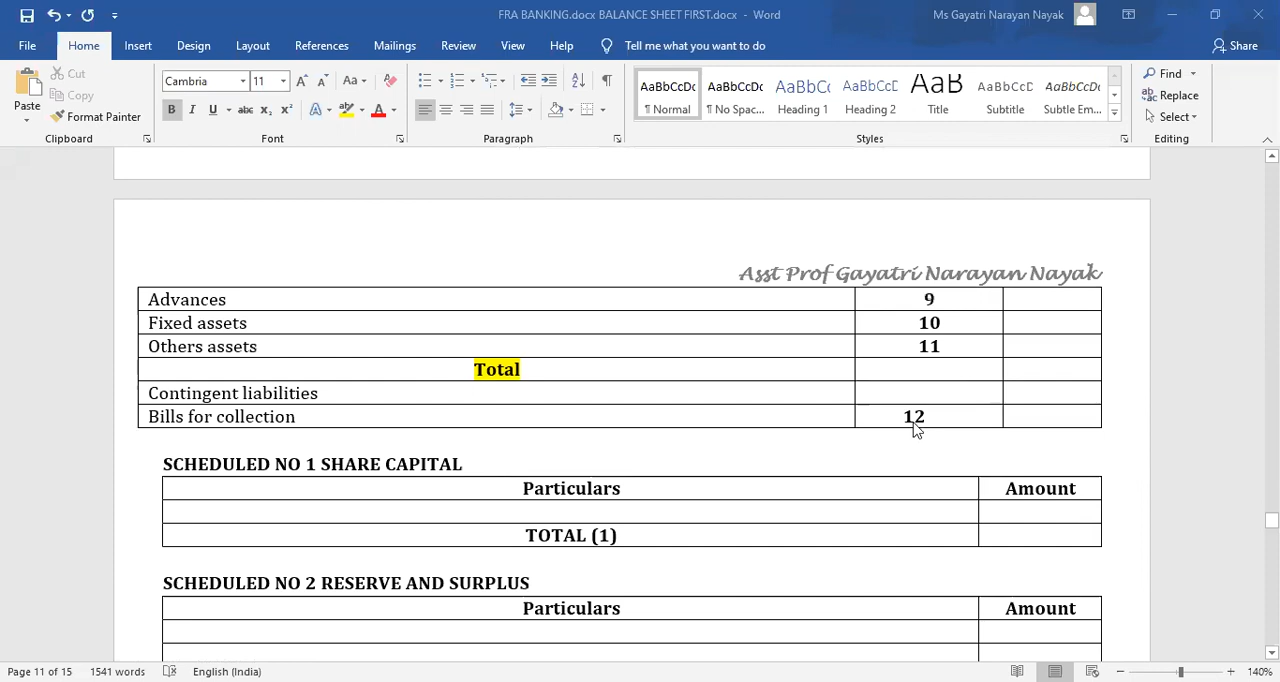 FRA BANKING.docx BALANCE SHEET FIRST.docx - Word
Ms Gayatri Narayan Nayak
File Home Insert Design Layout References Mailings Review View Help Tell me what you want to do Share
Paste
Cut
Copy
Format Painter
Clipboard
Cambria 11
Font
Paragraph
AaBbCcDc AaBbCcDc AaBbCc AaBbCcD AaB AaBbCcD AaBbCcDc
¶ Normal ¶ No Spac... Heading 1 Heading 2 Title Subtitle Subtle Em...
Styles
Find
Replace
Select
Editing
Asst Prof Gayatri Narayan Nayak
Advances 9
Fixed assets 10
Others assets 11
Total
Contingent liabilities
Bills for collection 12
SCHEDULED NO 1 SHARE CAPITAL
Particulars Amount
TOTAL (1)
SCHEDULED NO 2 RESERVE AND SURPLUS
Particulars Amount
Page 11 of 15 1541 words English (India) 140%